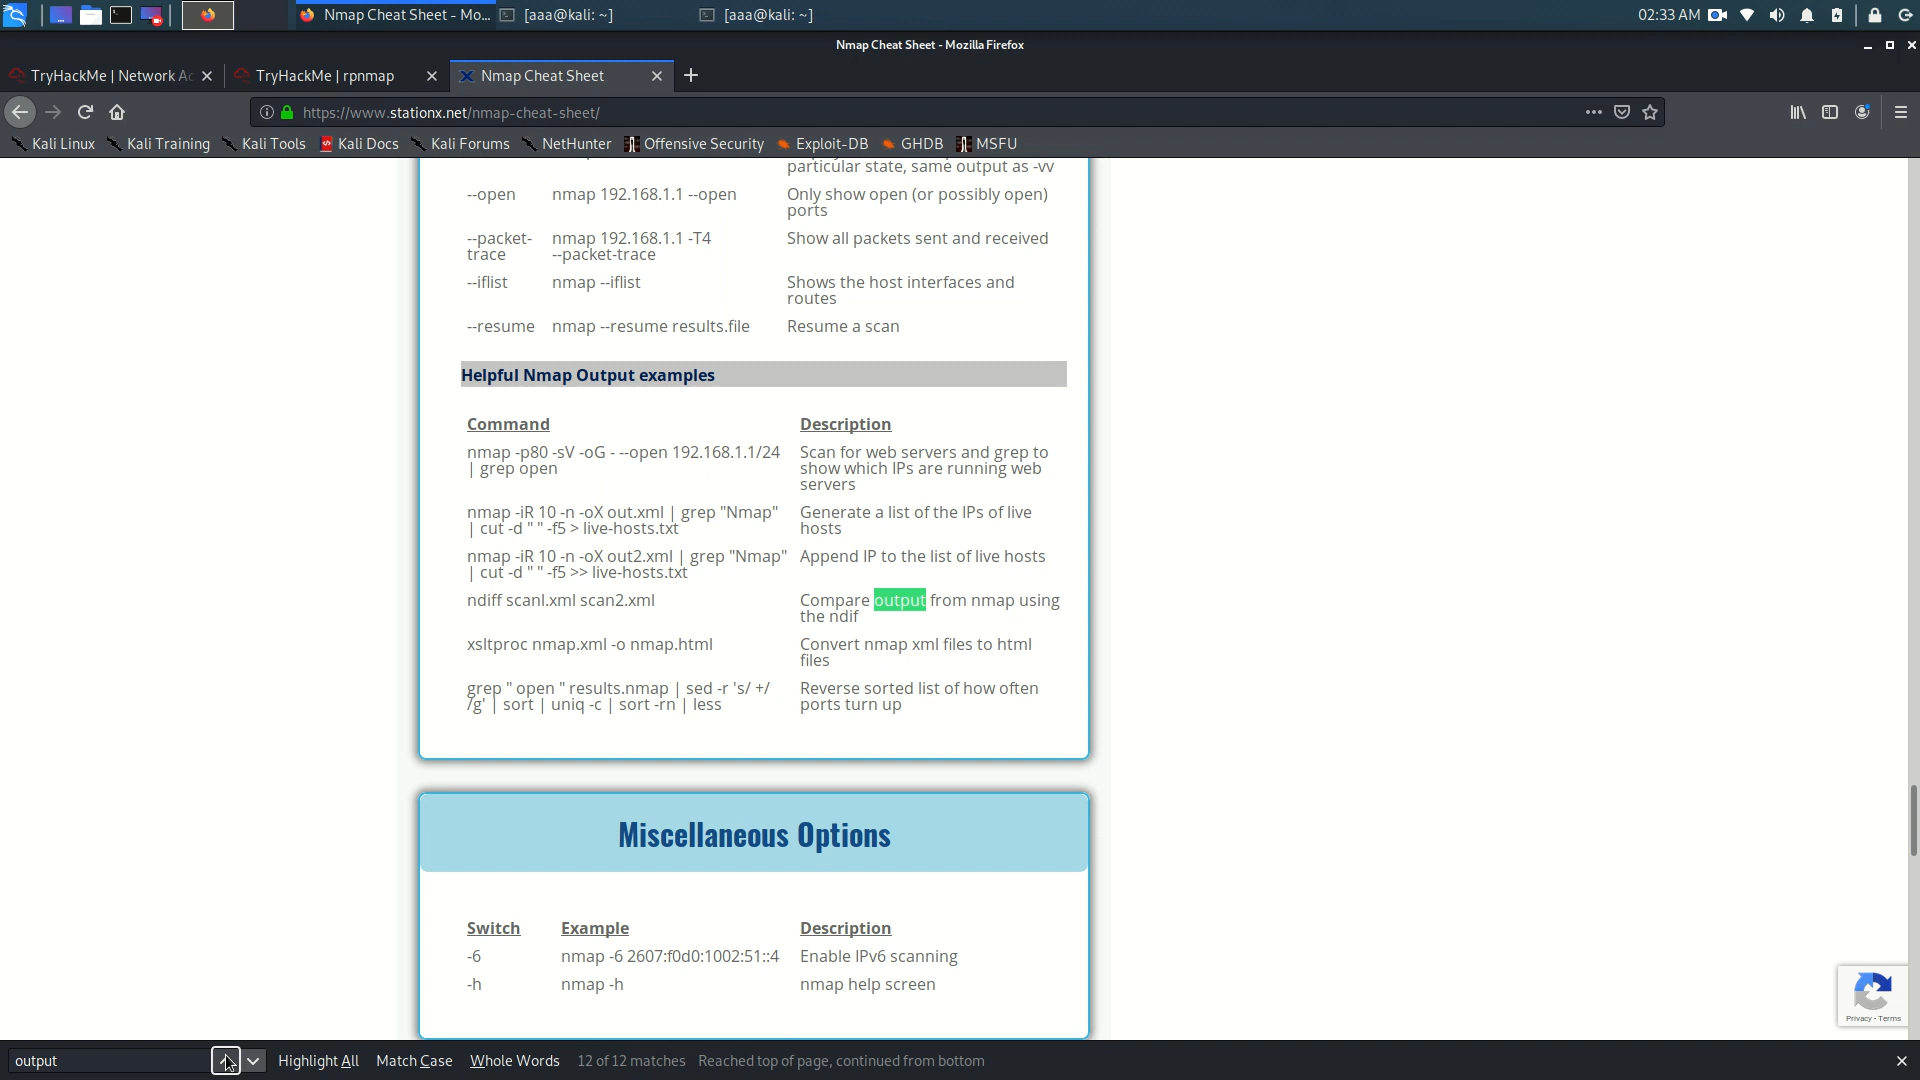 Nmap Cheat Sheet - Mo...
[aaa@kali: ~]
[aaa@kali: ~]
02:33 AM
Nmap Cheat Sheet - Mozilla Firefox
TryHackMe | Network Ac
TryHackMe | rpnmap
Nmap Cheat Sheet
https://www.stationx.net/nmap-cheat-sheet/
Kali Linux
Kali Training
Kali Tools
Kali Docs
Kali Forums
NetHunter
Offensive Security
Exploit-DB
GHDB
MSFU
particular state, same output as -vv
--open nmap 192.168.1.1 --open Only show open (or possibly open)
ports
--packet- nmap 192.168.1.1 -T4 Show all packets sent and received
trace --packet-trace
--iflist nmap --iflist Shows the host interfaces and
routes
--resume nmap --resume results.file Resume a scan
Helpful Nmap Output examples
Command Description
nmap -p80 -sV -oG - --open 192.168.1.1/24 Scan for web servers and grep to
| grep open show which IPs are running web
servers
nmap -iR 10 -n -oX out.xml | grep "Nmap" Generate a list of the IPs of live
| cut -d " " -f5 > live-hosts.txt hosts
nmap -iR 10 -n -oX out2.xml | grep "Nmap" Append IP to the list of live hosts
| cut -d " " -f5 >> live-hosts.txt
ndiff scanl.xml scan2.xml Compare output from nmap using
the ndif
xsltproc nmap.xml -o nmap.html Convert nmap xml files to html
files
grep " open " results.nmap | sed -r 's/ +/ Reverse sorted list of how often
/g' | sort | uniq -c | sort -rn | less ports turn up
Miscellaneous Options
Switch Example Description
-6 nmap -6 2607:f0d0:1002:51::4 Enable IPv6 scanning
-h nmap -h nmap help screen
Privacy - Terms
output
Highlight All
Match Case
Whole Words
12 of 12 matches
Reached top of page, continued from bottom